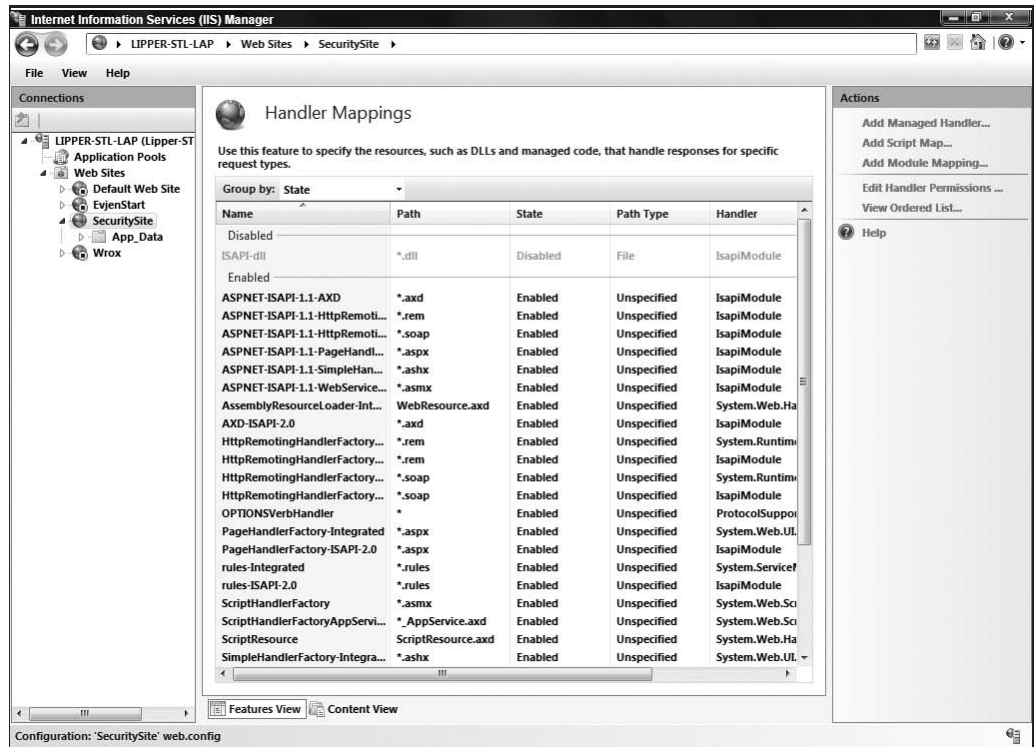 Internet Information Services (IIS) Manager
LIPPER-STL-LAP Web Sites SecuritySite
File View Help
Connections
LIPPER-STL-LAP (Lipper-ST
Application Pools
Web Sites
Default Web Site
EvjenStart
SecuritySite
App_Data
Wrox
Handler Mappings
Use this feature to specify the resources, such as DLLs and managed code, that handle responses for specific
request types.
Group by: State
Name Path State Path Type Handler
Disabled
ISAPI-dll *.dll Disabled File IsapiModule
Enabled
ASPNET-ISAPI-1.1-AXD *.axd Enabled Unspecified IsapiModule
ASPNET-ISAPI-1.1-HttpRemoti... *.rem Enabled Unspecified IsapiModule
ASPNET-ISAPI-1.1-HttpRemoti... *.soap Enabled Unspecified IsapiModule
ASPNET-ISAPI-1.1-PageHandl... *.aspx Enabled Unspecified IsapiModule
ASPNET-ISAPI-1.1-SimpleHan... *.ashx Enabled Unspecified IsapiModule
ASPNET-ISAPI-1.1-WebService... *.asmx Enabled Unspecified IsapiModule
AssemblyResourceLoader-Int... WebResource.axd Enabled Unspecified System.Web.Ha
AXD-ISAPI-2.0 *.axd Enabled Unspecified IsapiModule
HttpRemotingHandlerFactory... *.rem Enabled Unspecified System.Runtim
HttpRemotingHandlerFactory... *.rem Enabled Unspecified IsapiModule
HttpRemotingHandlerFactory... *.soap Enabled Unspecified System.Runtim
HttpRemotingHandlerFactory... *.soap Enabled Unspecified IsapiModule
OPTIONSVerbHandler * Enabled Unspecified ProtocolSuppo
PageHandlerFactory-Integrated *.aspx Enabled Unspecified System.Web.UI.
PageHandlerFactory-ISAPI-2.0 *.aspx Enabled Unspecified IsapiModule
rules-Integrated *.rules Enabled Unspecified System.Service
rules-ISAPI-2.0 *.rules Enabled Unspecified IsapiModule
ScriptHandlerFactory *.asmx Enabled Unspecified System.Web.Sc
ScriptHandlerFactoryAppServi... *_AppService.axd Enabled Unspecified System.Web.Sc
ScriptResource ScriptResource.axd Enabled Unspecified System.Web.Ha
SimpleHandlerFactory-Integra... *.ashx Enabled Unspecified System.Web.UI.
Features View Content View
Actions
Add Managed Handler...
Add Script Map...
Add Module Mapping...
Edit Handler Permissions ...
View Ordered List...
Help
Configuration: 'SecuritySite' web.config